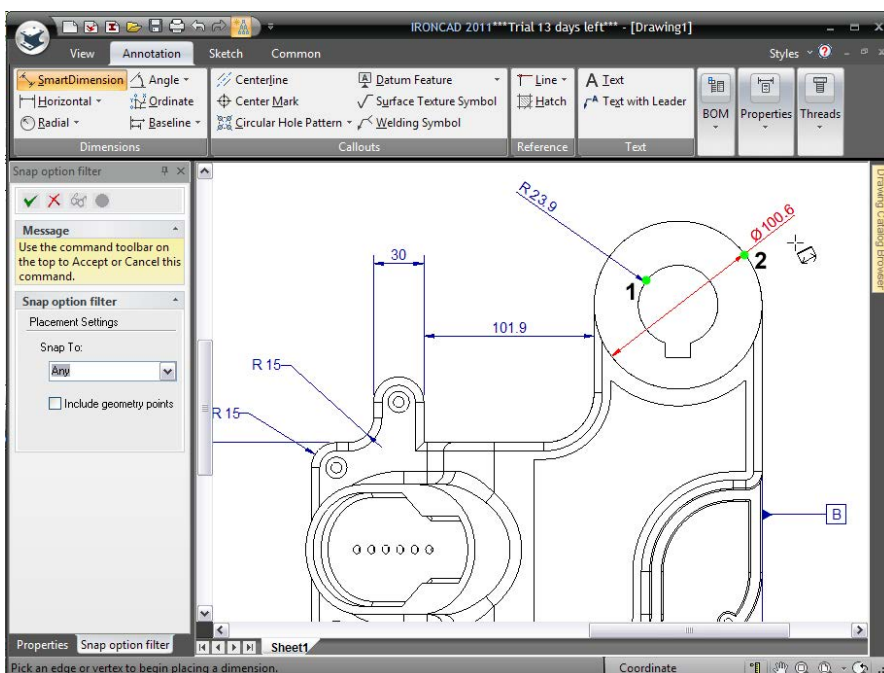 IRONCAD 2011***Trial 13 days left*** - [Drawing1]
View Annotation Sketch Common Styles
SmartDimension Angle
Horizontal Ordinate
Radial Baseline
Dimensions
Centerline Datum Feature
Center Mark Surface Texture Symbol
Circular Hole Pattern Welding Symbol
Callouts
Line
Hatch
Reference
A Text
Text with Leader
Text
BOM
Properties
Threads
Snap option filter
Message
Use the command toolbar on
the top to Accept or Cancel this
command.
Snap option filter
Placement Settings
Snap To:
Any
Include geometry points
R 23.9
Ø100.6
1
2
30
101.9
R 15
R 15
B
Drawing Catalog Browser
Properties Snap option filter
Sheet1
Pick an edge or vertex to begin placing a dimension.
Coordinate